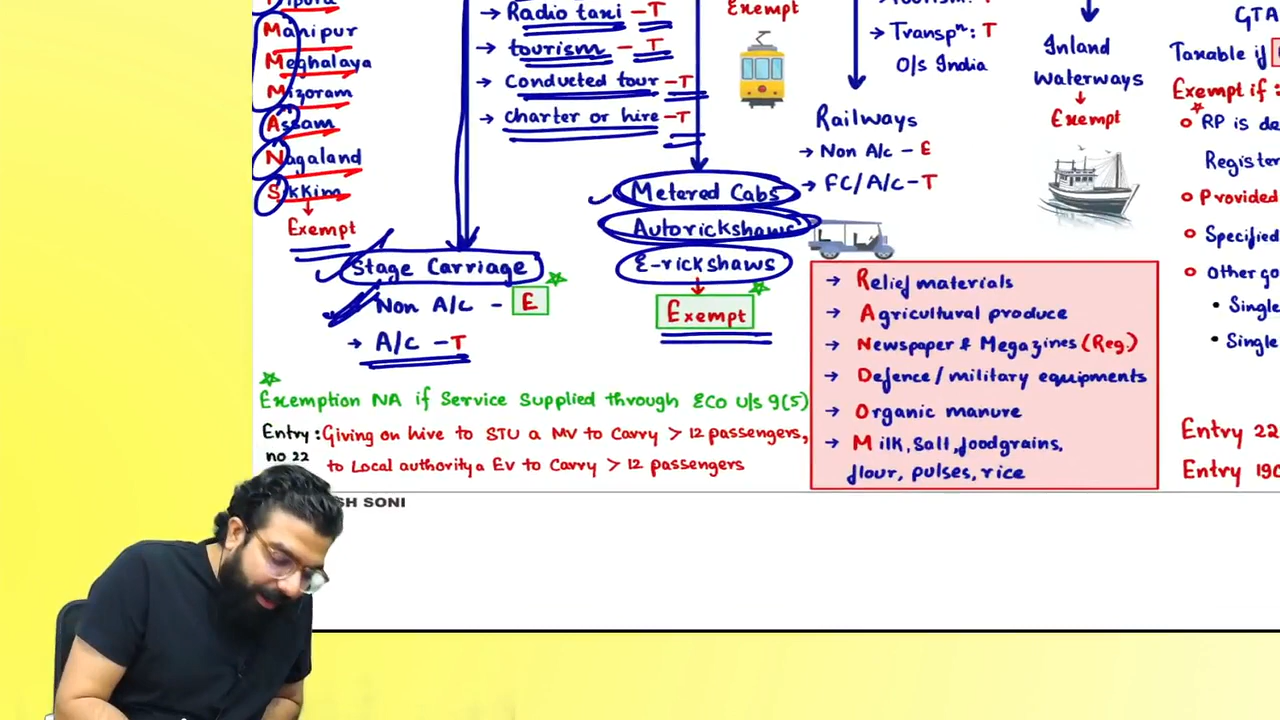 Manipur
Meghalaya
Mizoram
Assam
Nagaland
Sikkim
Exempt
Stage Carriage
Non A/c - E
→ A/c - T
→ Radio taxi - T
→ tourism - T
→ Conducted tour - T
→ charter or hire - T
Metered Cabs
Autorickshaws
E-rickshaws
Exempt
Exempt
→ Transpⁿ: T
O/s India
Railways
→ Non A/c - E
→ FC/A/c - T
Inland
Waterways
Exempt
GTA
Taxable if
Exempt if :
RP is de
Register
Provided
Specified
Other go
• Single
• Single
→ Relief materials
→ Agricultural produce
→ Newspaper & Megazines (Reg.)
→ Defence / military equipments
→ Organic manure
→ Milk, Salt, foodgrains,
flour, pulses, rice
Exemption NA if Service Supplied through ECO u/s 9(5)
Entry : Giving on hire to STU a MV to Carry > 12 passengers,
no 22 to Local authority a EV to Carry > 12 passengers
Entry 22
Entry 19C
SH SONI